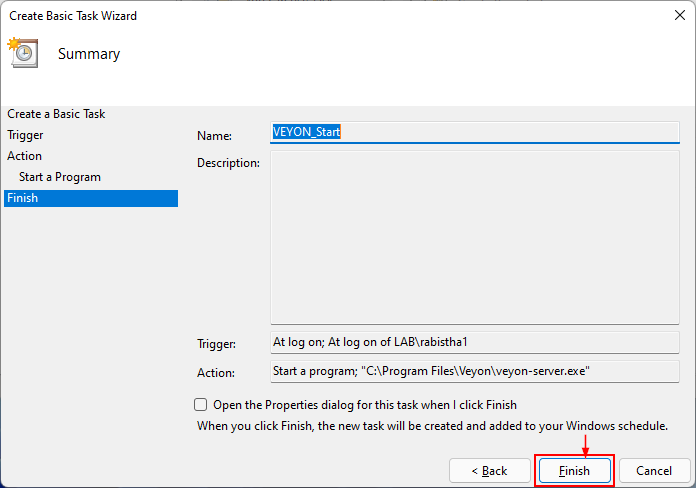 Create Basic Task Wizard
Summary
Create a Basic Task
Trigger
Action
Start a Program
Finish
Name: VEYON_Start
Description:
Trigger: At log on; At log on of LAB\rabistha1
Action: Start a program; "C:\Program Files\Veyon\veyon-server.exe"
Open the Properties dialog for this task when I click Finish
When you click Finish, the new task will be created and added to your Windows schedule.
< Back Finish Cancel